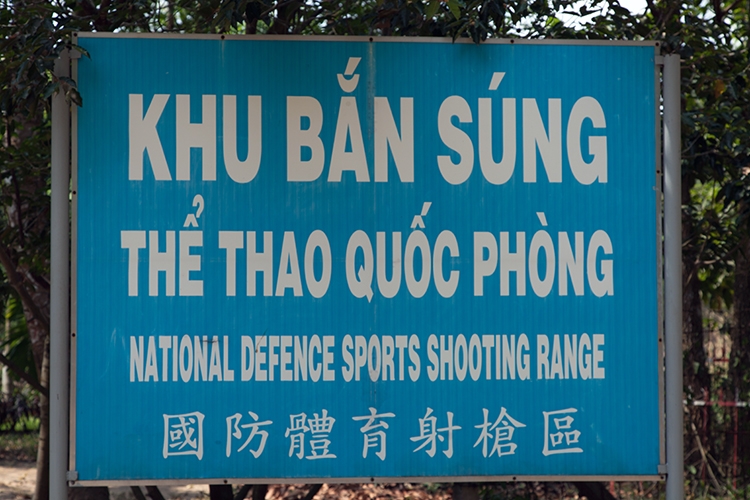 KHU BẮN SÚNG
THỂ THAO QUỐC PHÒNG
NATIONAL DEFENCE SPORTS SHOOTING RANGE
國防體育射槍區